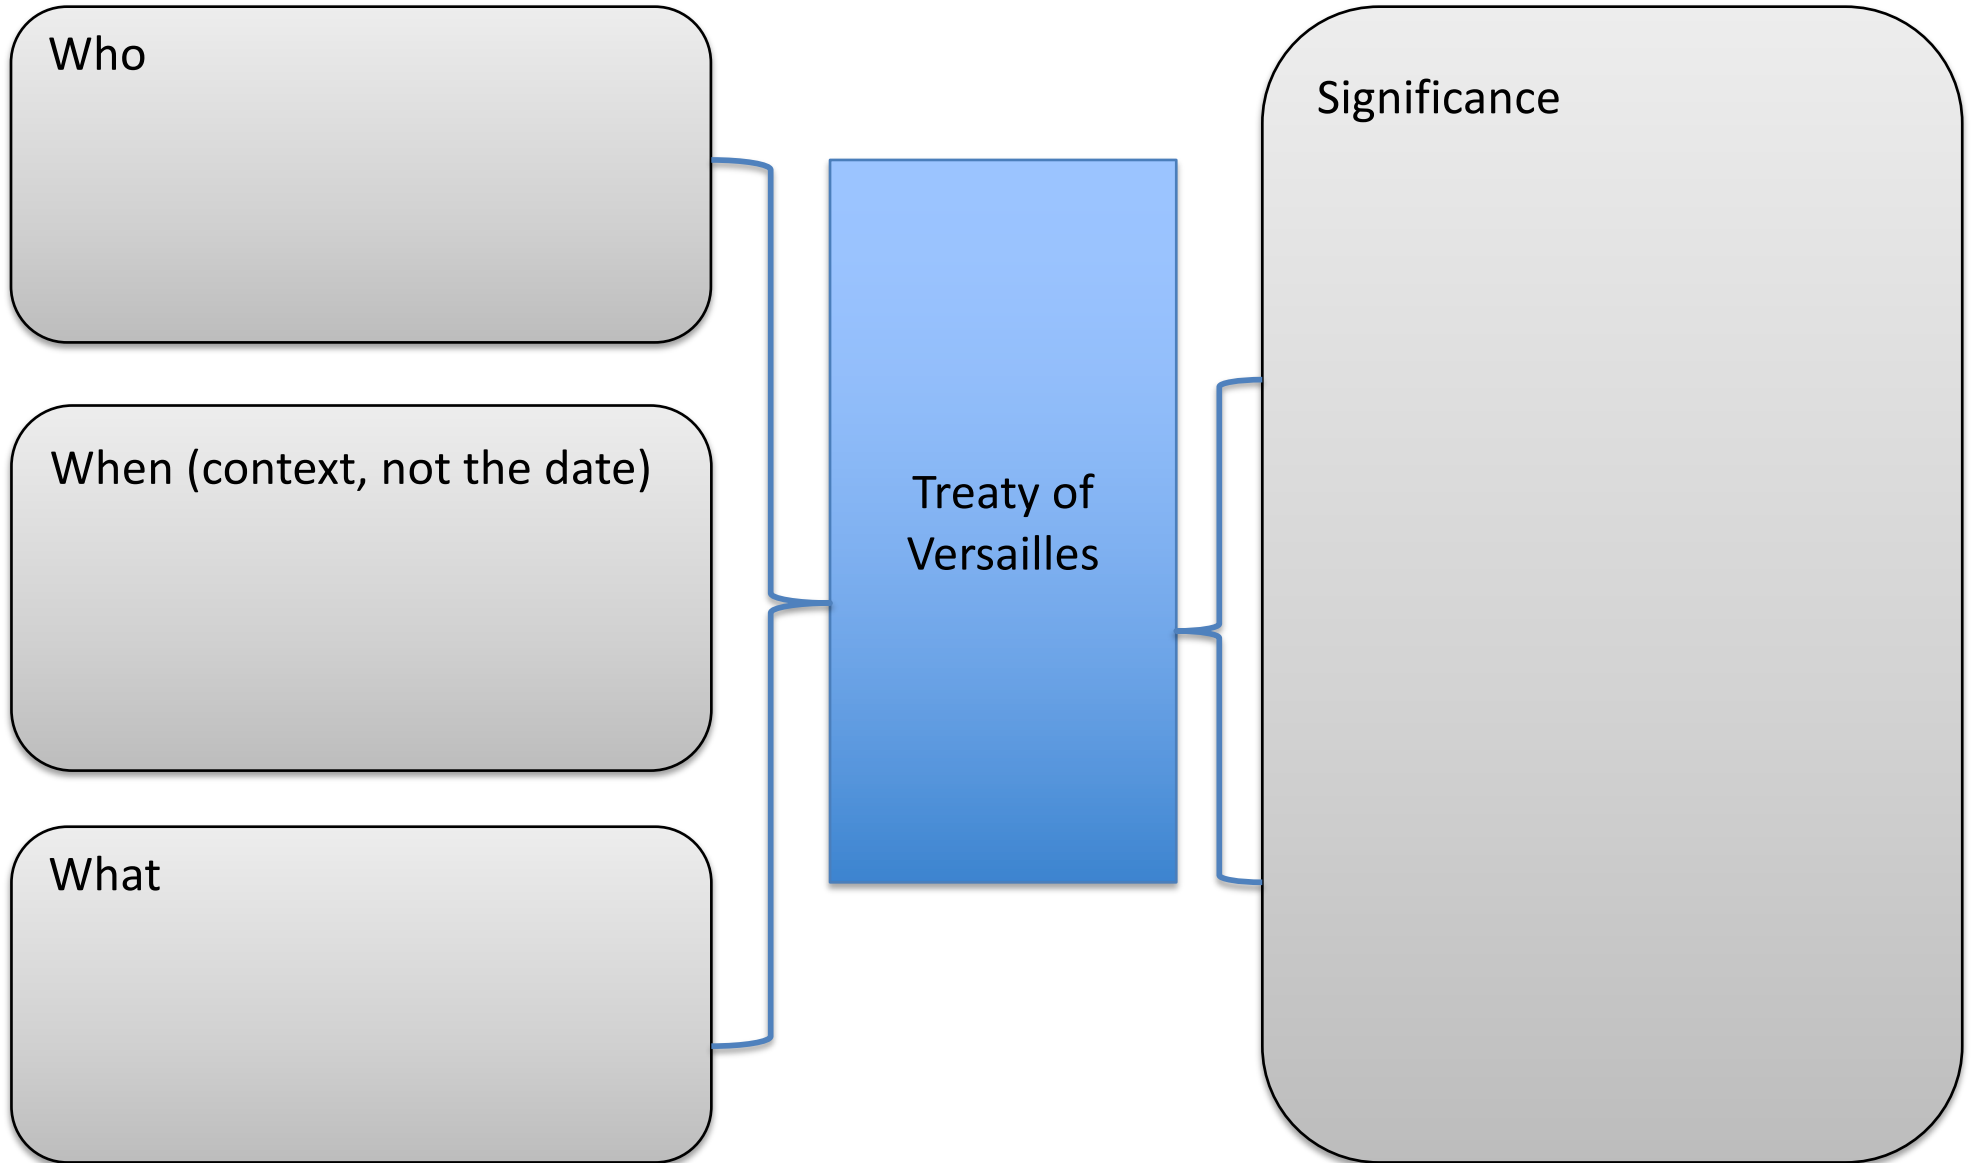 Who
When (context, not the date)
What
Treaty of
Versailles
Significance